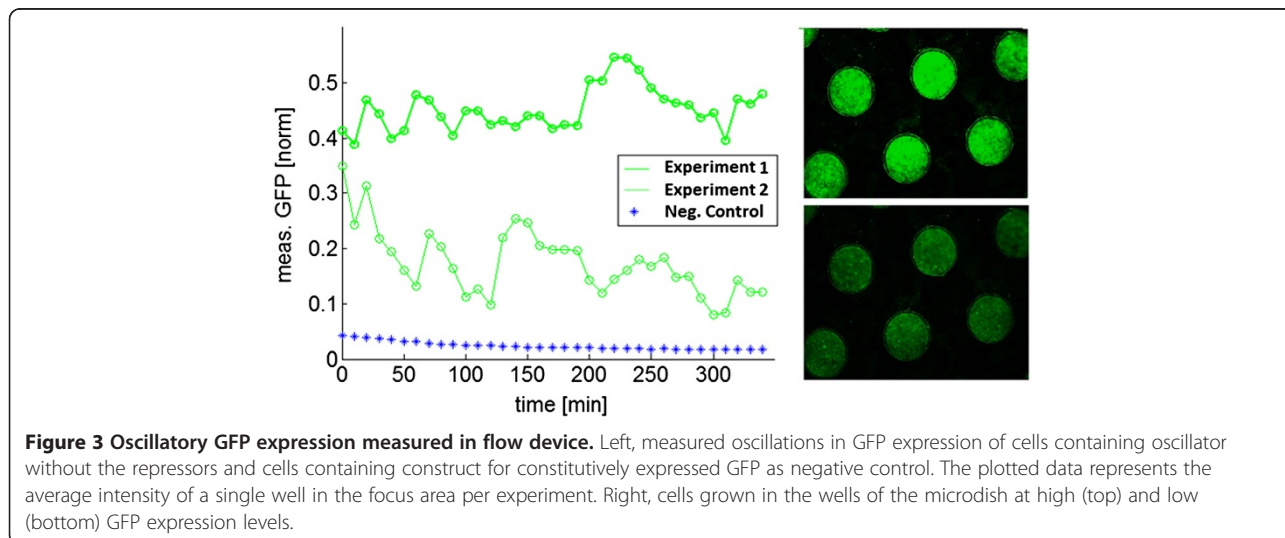 0.5
0.4
0.3
0.2
0.1
0
meas. GFP [norm]
Experiment 1
Experiment 2
Neg. Control
0 50 100 150 200 250 300
time [min]
Figure 3 Oscillatory GFP expression measured in flow device. Left, measured oscillations in GFP expression of cells containing oscillator
without the repressors and cells containing construct for constitutively expressed GFP as negative control. The plotted data represents the
average intensity of a single well in the focus area per experiment. Right, cells grown in the wells of the microdish at high (top) and low
(bottom) GFP expression levels.